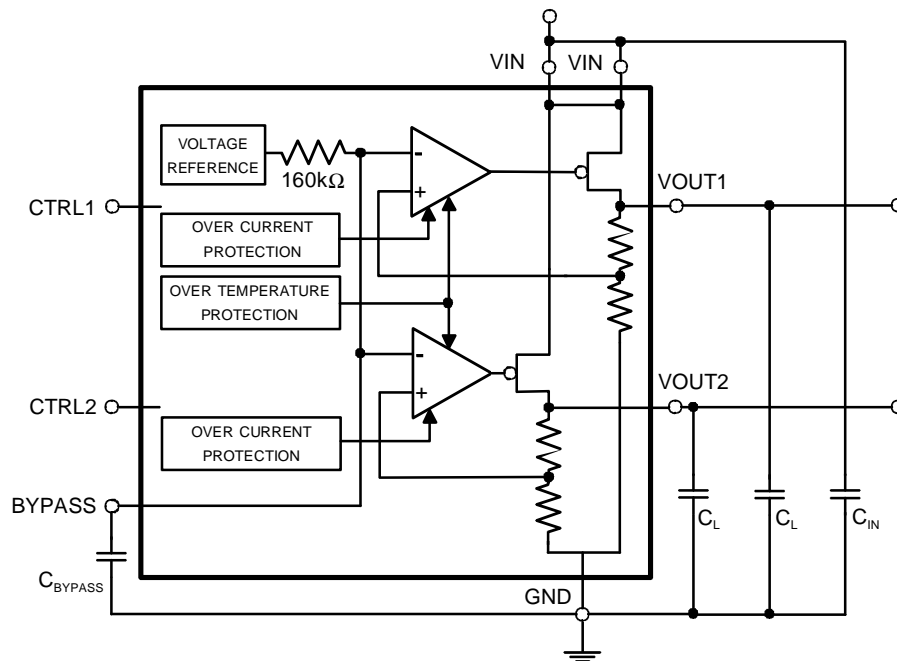 VIN
VIN
VOLTAGE
REFERENCE
160kΩ
-
+
VOUT1
CTRL1
OVER CURRENT
PROTECTION
OVER TEMPERATURE
PROTECTION
-
+
VOUT2
CTRL2
OVER CURRENT
PROTECTION
BYPASS
CL
CL
CIN
CBYPASS
GND